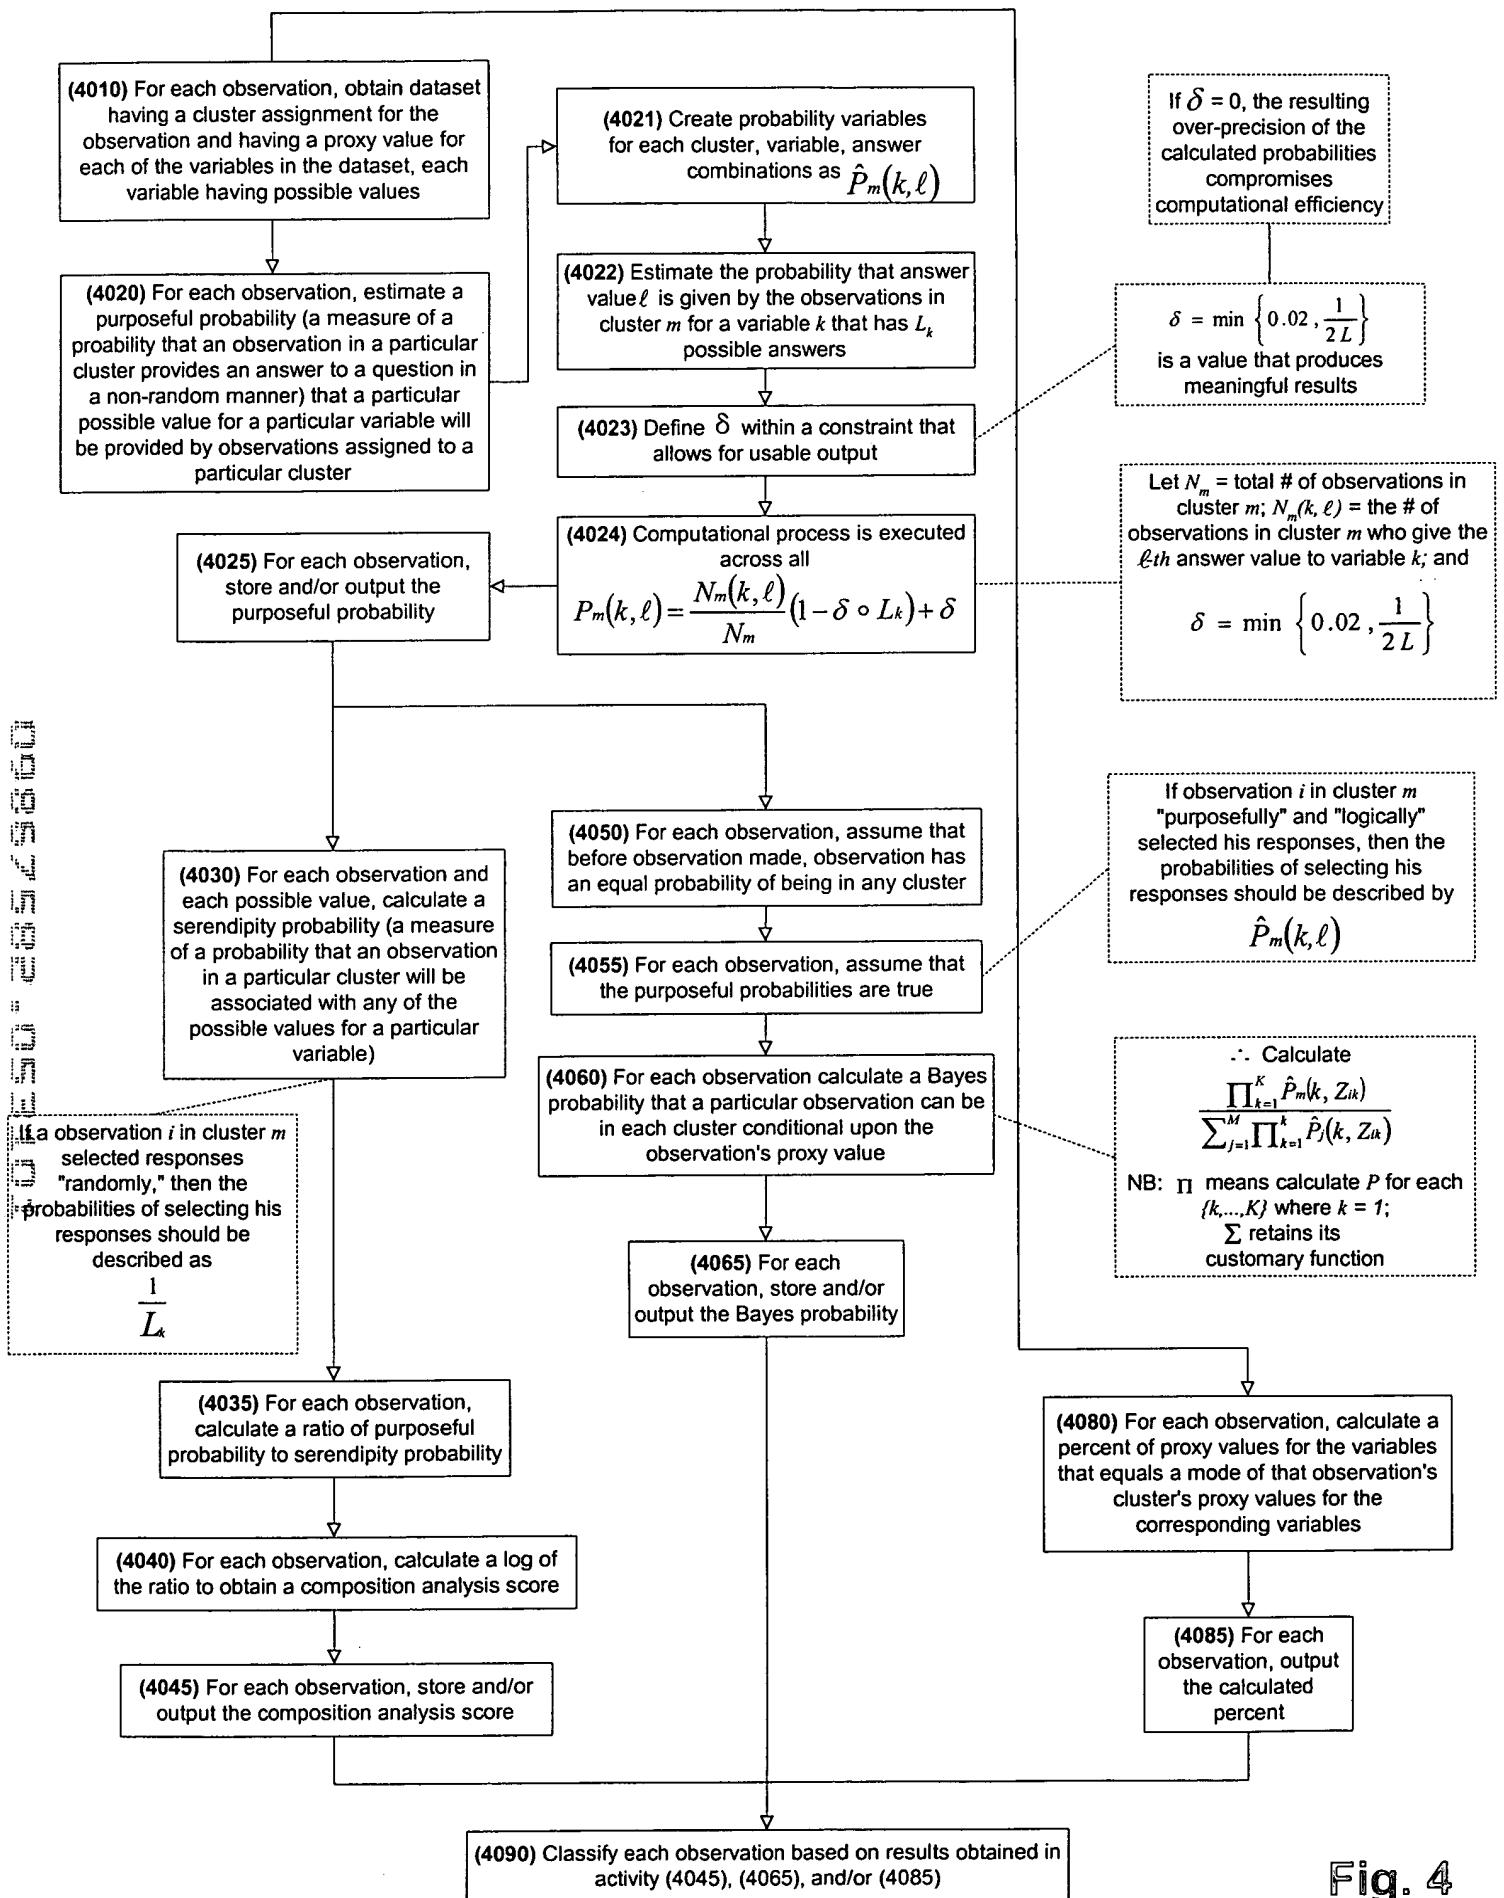 (4010) For each observation, obtain dataset
having a cluster assignment for the
observation and having a proxy value for
each of the variables in the dataset, each
variable having possible values
(4020) For each observation, estimate a
purposeful probability (a measure of a
proability that an observation in a particular
cluster provides an answer to a question in
a non-random manner) that a particular
possible value for a particular variable will
be provided by observations assigned to a
particular cluster
(4021) Create probability variables
for each cluster, variable, answer
combinations as P̂m(k,ℓ)
(4022) Estimate the probability that answer
value ℓ is given by the observations in
cluster m for a variable k that has Lk
possible answers
(4023) Define δ within a constraint that
allows for usable output
(4024) Computational process is executed
across all
Pm(k,ℓ) = Nm(k,ℓ) / Nm (1 − δ ∘ Lk) + δ
(4025) For each observation,
store and/or output the
purposeful probability
If δ = 0, the resulting
over-precision of the
calculated probabilities
compromises
computational efficiency
δ = min {0.02, 1 / 2L}
is a value that produces
meaningful results
Let Nm = total # of observations in
cluster m; Nm(k, ℓ) = the # of
observations in cluster m who give the
ℓ-th answer value to variable k; and
δ = min {0.02, 1 / 2L}
(4030) For each observation and
each possible value, calculate a
serendipity probability (a measure
of a probability that an observation
in a particular cluster will be
associated with any of the
possible values for a particular
variable)
If a observation i in cluster m
selected responses
"randomly," then the
probabilities of selecting his
responses should be
described as
1 / Lk
(4035) For each observation,
calculate a ratio of purposeful
probability to serendipity probability
(4040) For each observation, calculate a log of
the ratio to obtain a composition analysis score
(4045) For each observation, store and/or
output the composition analysis score
(4050) For each observation, assume that
before observation made, observation has
an equal probability of being in any cluster
(4055) For each observation, assume that
the purposeful probabilities are true
(4060) For each observation calculate a Bayes
probability that a particular observation can be
in each cluster conditional upon the
observation's proxy value
(4065) For each
observation, store and/or
output the Bayes probability
If observation i in cluster m
"purposefully" and "logically"
selected his responses, then the
probabilities of selecting his
responses should be described by
P̂m(k,ℓ)
∴ Calculate
∏ᴷk=1 P̂m(k, Zik)
∑ᴹj=1 ∏ᵏk=1 P̂j(k, Zik)
NB: ∏ means calculate P for each
{k,...,K} where k = 1;
∑ retains its
customary function
(4080) For each observation, calculate a
percent of proxy values for the variables
that equals a mode of that observation's
cluster's proxy values for the
corresponding variables
(4085) For each
observation, output
the calculated
percent
(4090) Classify each observation based on results obtained in
activity (4045), (4065), and/or (4085)
Fig. 4